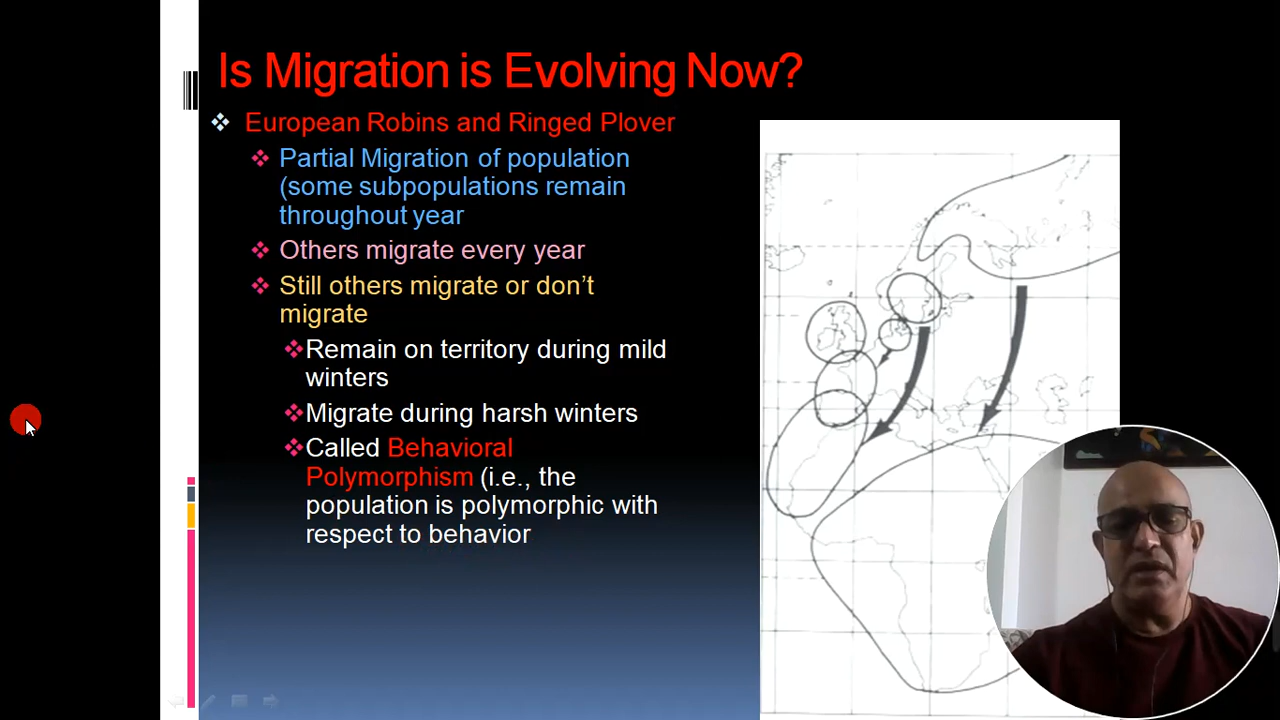 Is Migration is Evolving Now?
European Robins and Ringed Plover
Partial Migration of population
(some subpopulations remain
throughout year
Others migrate every year
Still others migrate or don't
migrate
Remain on territory during mild
winters
Migrate during harsh winters
Called Behavioral
Polymorphism (i.e., the
population is polymorphic with
respect to behavior